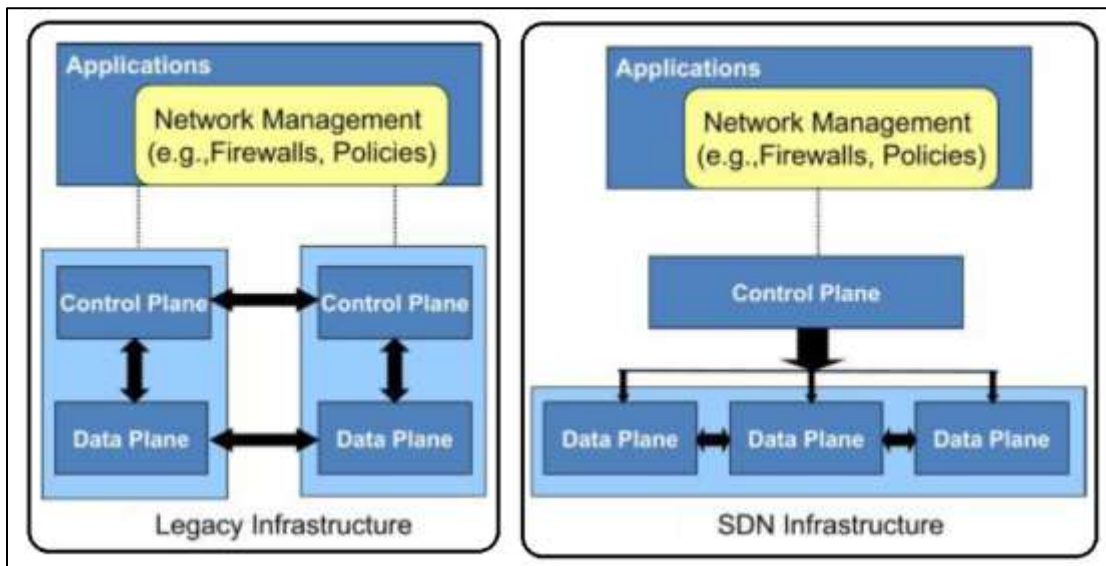 Applications
Network Management
(e.g.,Firewalls, Policies)
Control Plane
Control Plane
Data Plane
Data Plane
Legacy Infrastructure
Applications
Network Management
(e.g.,Firewalls, Policies)
Control Plane
Data Plane
Data Plane
Data Plane
SDN Infrastructure